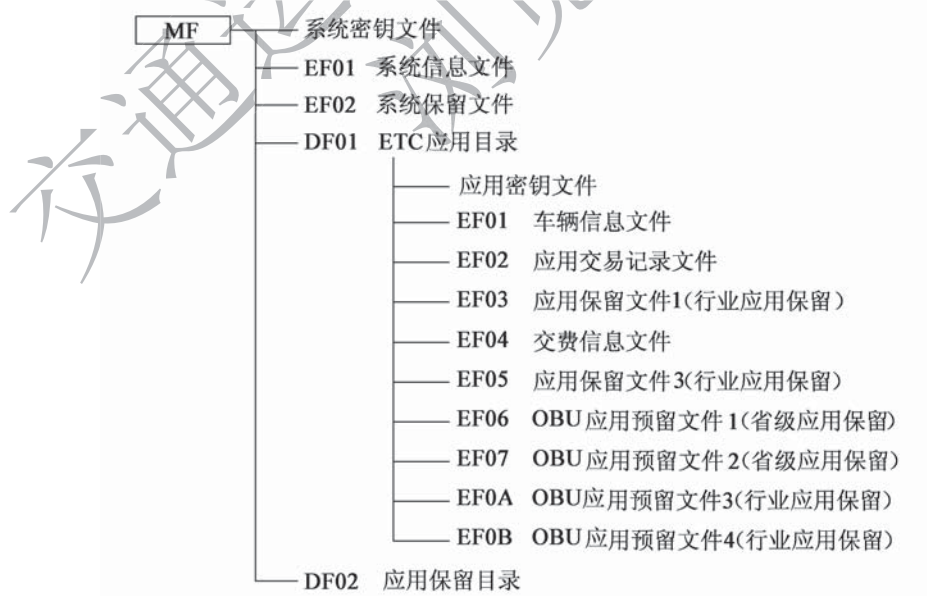 MF 系统密钥文件
EF01 系统信息文件
EF02 系统保留文件
DF01 ETC应用目录
应用密钥文件
EF01 车辆信息文件
EF02 应用交易记录文件
EF03 应用保留文件1(行业应用保留)
EF04 交费信息文件
EF05 应用保留文件3(行业应用保留)
EF06 OBU应用预留文件1(省级应用保留)
EF07 OBU应用预留文件2(省级应用保留)
EF0A OBU应用预留文件3(行业应用保留)
EF0B OBU应用预留文件4(行业应用保留)
DF02 应用保留目录
交通运
浏览